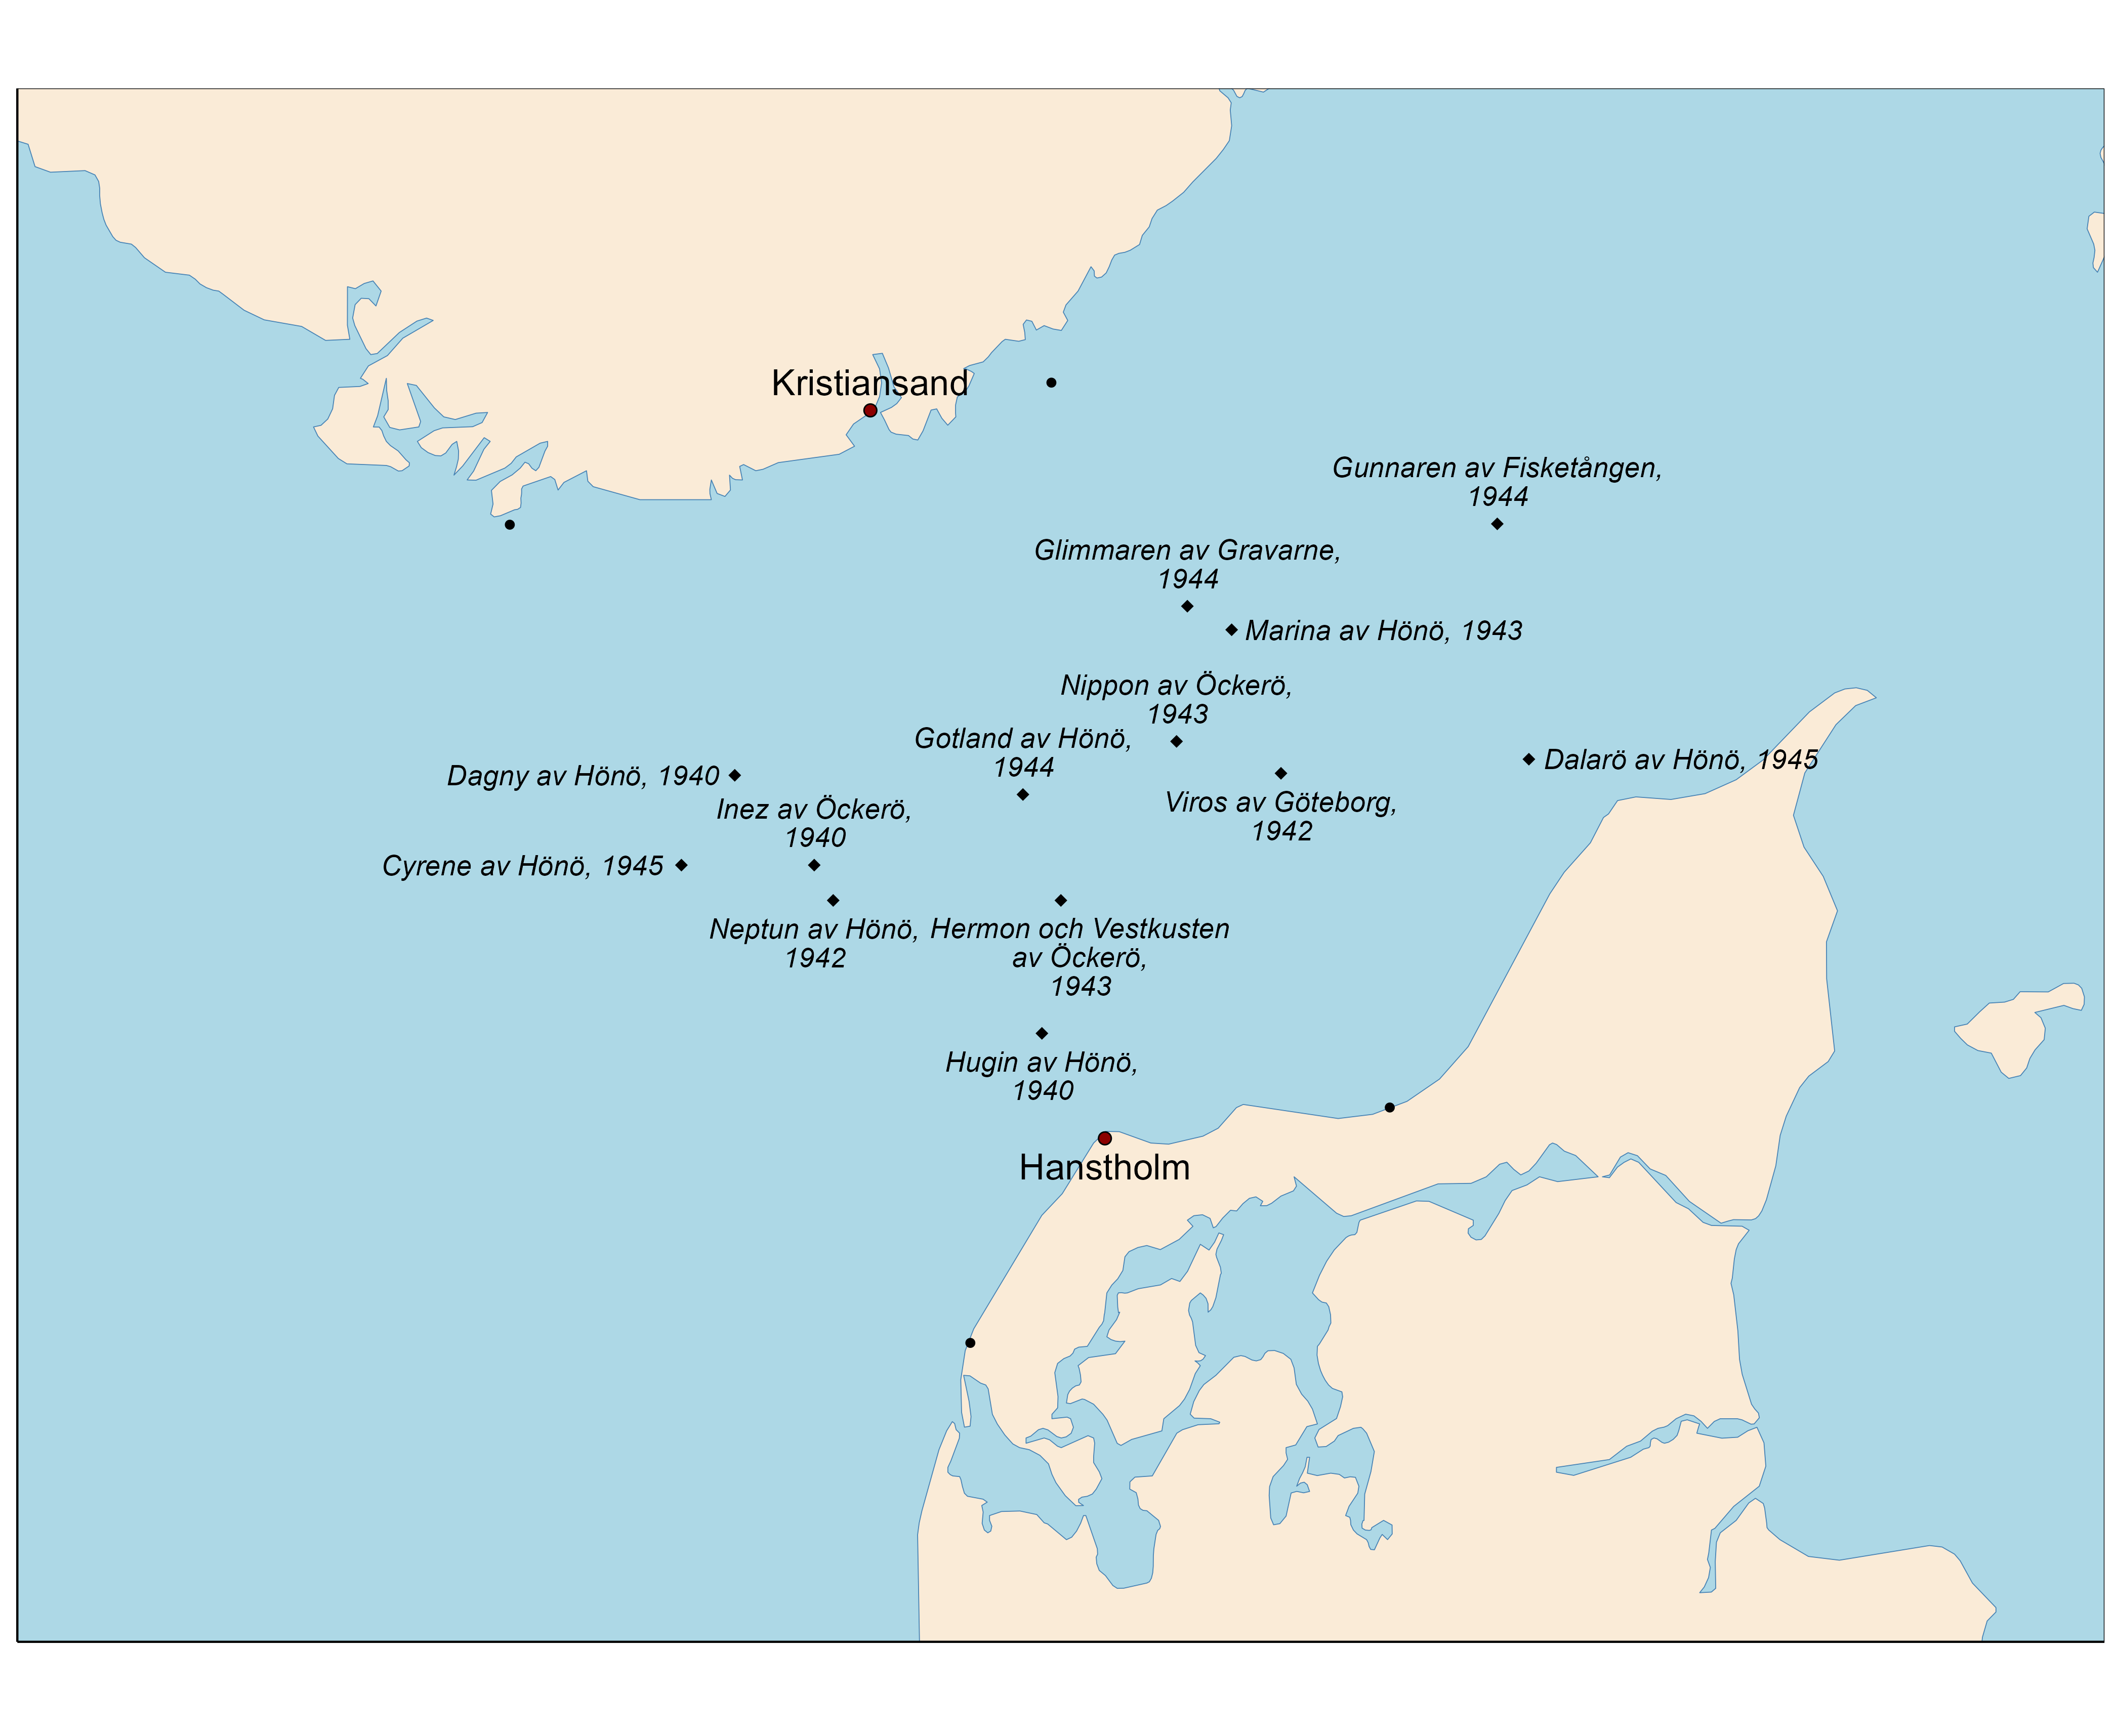 Kristiansand
Gunnaren av Fisketången,
1944
Glimmaren av Gravarne,
1944
Marina av Hönö, 1943
Nippon av Öckerö,
1943
Gotland av Hönö,
1944
Dalarö av Hönö, 1945
Dagny av Hönö, 1940
Viros av Göteborg,
1942
Inez av Öckerö,
1940
Cyrene av Hönö, 1945
Neptun av Hönö,
1942
Hermon och Vestkusten
av Öckerö,
1943
Hugin av Hönö,
1940
Hanstholm